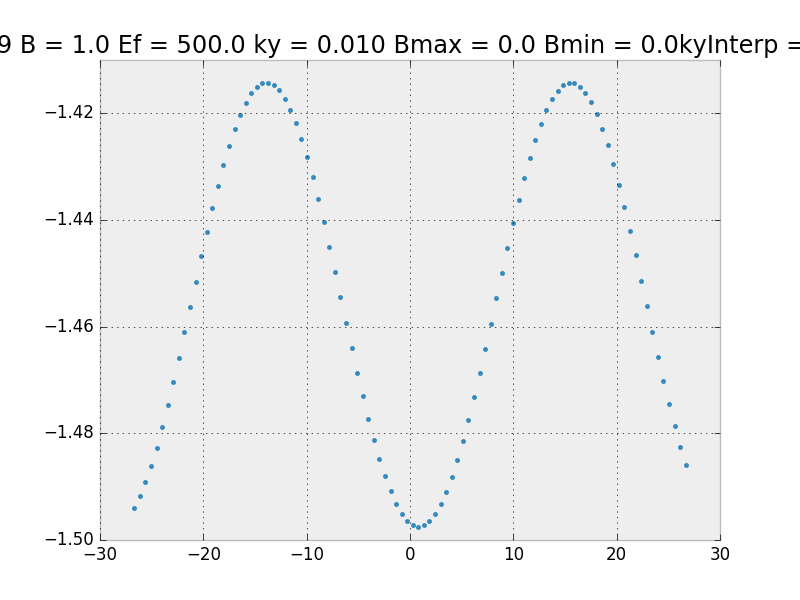 9 B = 1.0 Ef = 500.0 ky = 0.010 Bmax = 0.0 Bmin = 0.0kyInterp =
−1.42
−1.44
−1.46
−1.48
−1.50
−30 −20 −10 0 10 20 30